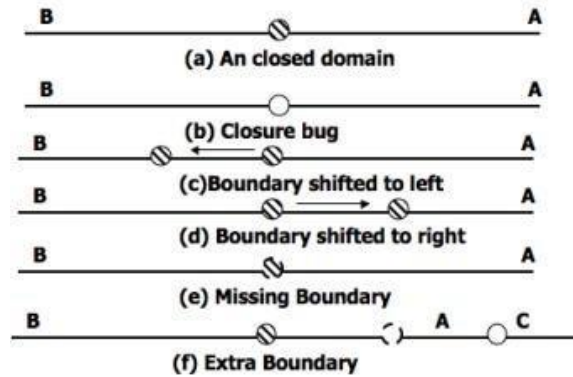 B A
(a) An closed domain
B A
(b) Closure bug
B A
(c)Boundary shifted to left
B A
(d) Boundary shifted to right
B A
(e) Missing Boundary
B A C
(f) Extra Boundary